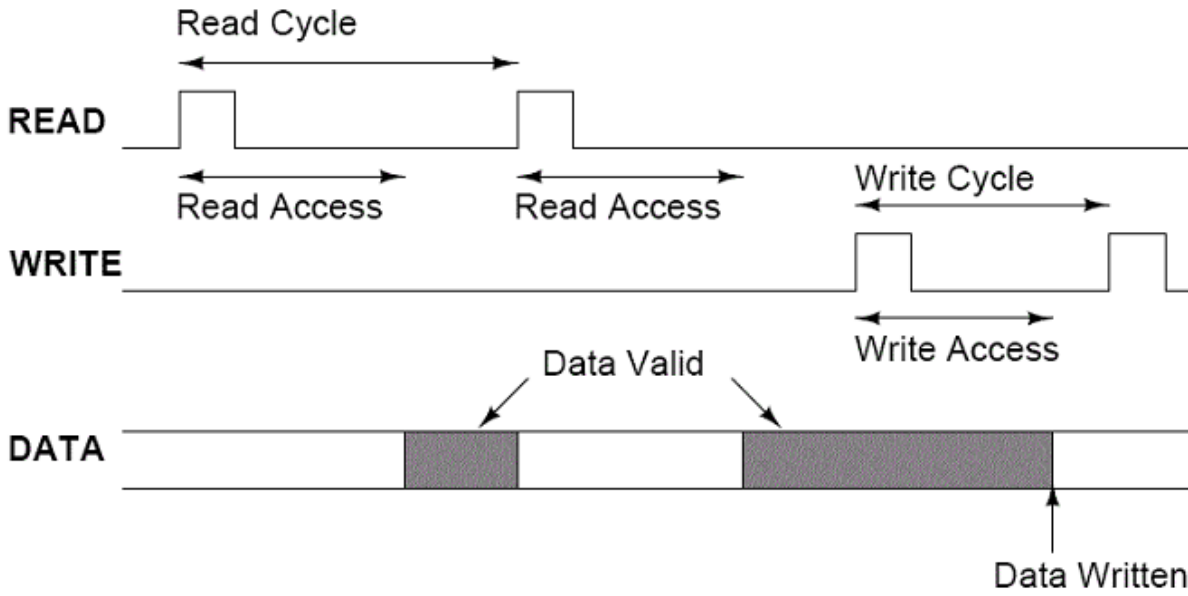 Read Cycle
READ
Read Access
Read Access
Write Cycle
WRITE
Write Access
Data Valid
DATA
Data Written